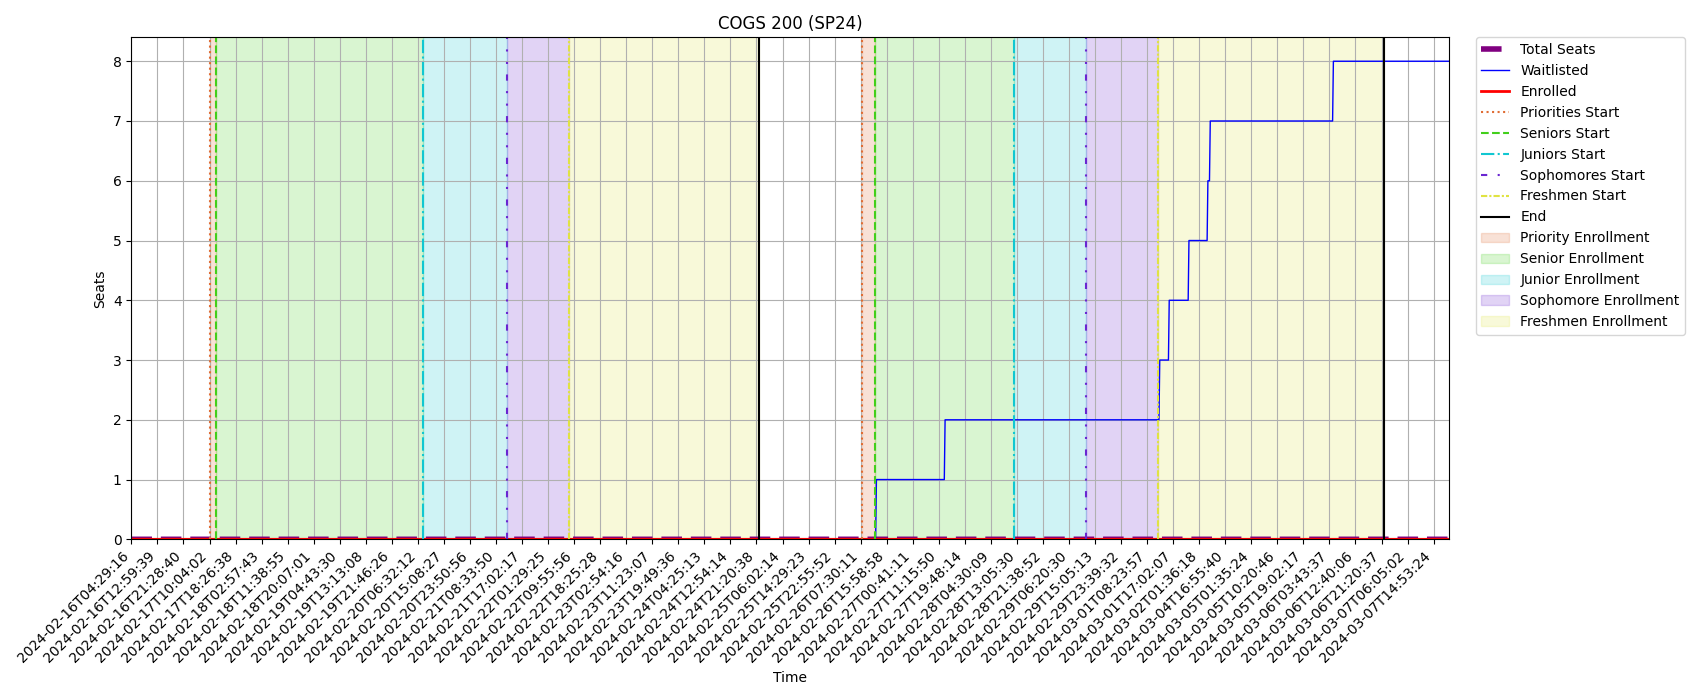 COGS 200 (SP24)
Seats
8
7
6
5
4
3
2
1
0
2024-02-16T04:29:16
2024-02-16T12:59:39
2024-02-16T21:28:40
2024-02-17T10:04:02
2024-02-17T18:26:38
2024-02-18T02:57:43
2024-02-18T11:38:55
2024-02-18T20:07:01
2024-02-19T04:43:30
2024-02-19T13:13:08
2024-02-19T21:46:26
2024-02-20T06:32:12
2024-02-20T15:08:27
2024-02-20T23:50:56
2024-02-21T08:33:50
2024-02-21T17:02:17
2024-02-22T01:29:25
2024-02-22T09:55:56
2024-02-22T18:25:28
2024-02-23T02:54:16
2024-02-23T11:23:07
2024-02-23T19:49:36
2024-02-24T04:25:13
2024-02-24T12:54:14
2024-02-24T21:20:38
2024-02-25T06:02:14
2024-02-25T14:29:23
2024-02-25T22:55:52
2024-02-26T07:30:11
2024-02-26T15:58:58
2024-02-27T00:41:11
2024-02-27T11:15:50
2024-02-27T19:48:14
2024-02-28T04:30:09
2024-02-28T13:05:30
2024-02-28T21:38:52
2024-02-29T06:20:30
2024-02-29T15:05:13
2024-02-29T23:39:32
2024-03-01T08:23:57
2024-03-01T17:02:07
2024-03-02T01:36:18
2024-03-04T16:55:40
2024-03-05T01:35:24
2024-03-05T10:20:46
2024-03-05T19:02:17
2024-03-06T03:43:37
2024-03-06T12:40:06
2024-03-06T21:20:37
2024-03-07T06:05:02
2024-03-07T14:53:24
Time
Total Seats
Waitlisted
Enrolled
Priorities Start
Seniors Start
Juniors Start
Sophomores Start
Freshmen Start
End
Priority Enrollment
Senior Enrollment
Junior Enrollment
Sophomore Enrollment
Freshmen Enrollment